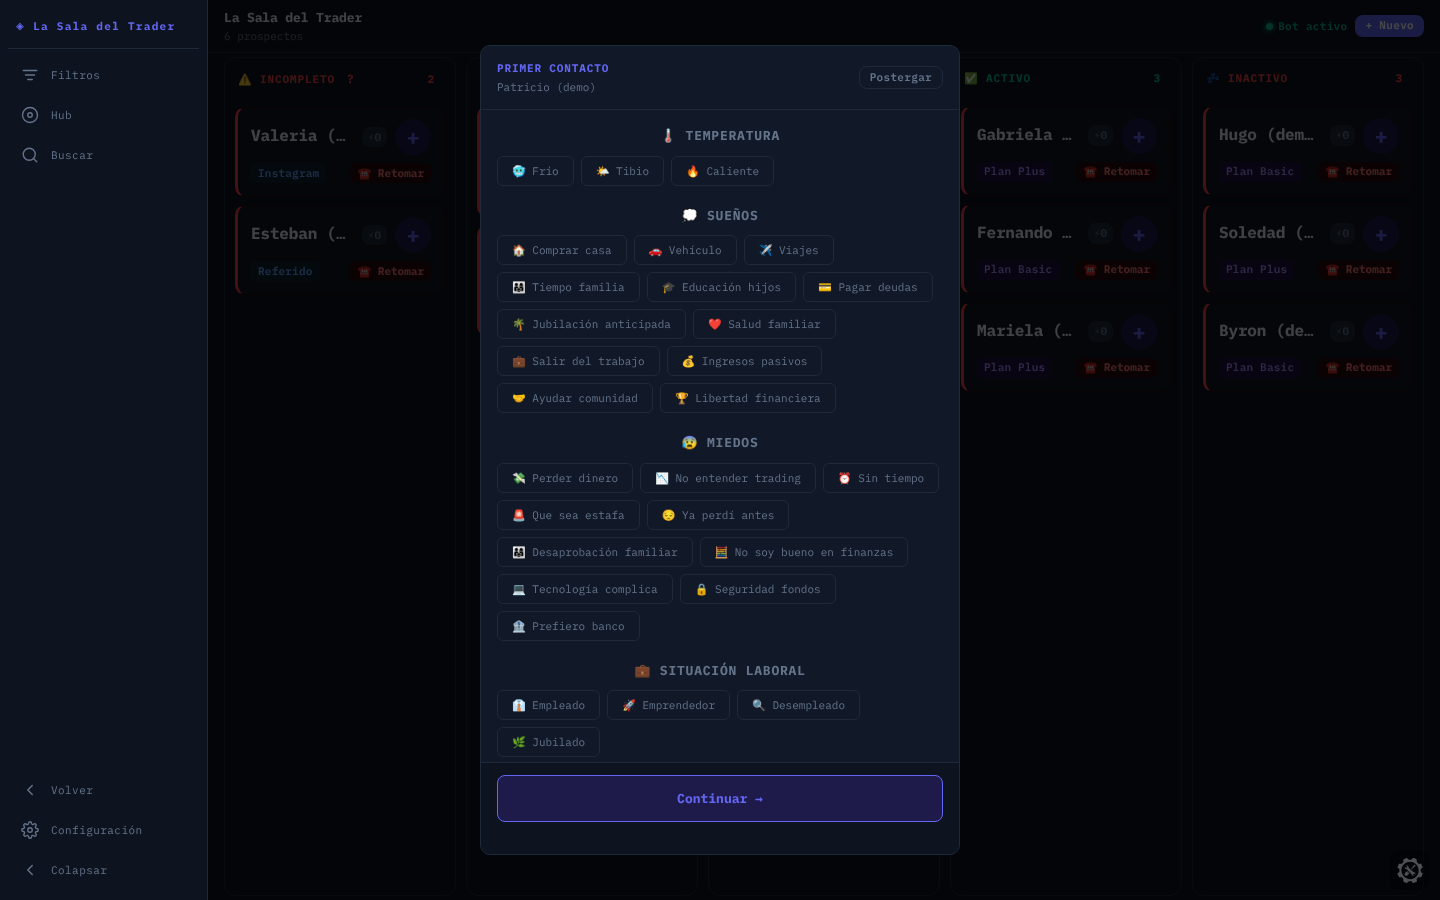 La Sala del Trader
Filtros
Hub
Buscar
Volver
Configuración
Colapsar
La Sala del Trader
6 prospectos
Bot activo
+ Nuevo
INCOMPLETO ? 2
Valeria (…
+0
+
Instagram
Retomar
Esteban (…
+0
+
Referido
Retomar
PRIMER CONTACTO
Patricio (demo)
Postergar
TEMPERATURA
Frio
Tibio
Caliente
SUEÑOS
Comprar casa
Vehiculo
Viajes
Tiempo familia
Educación hijos
Pagar deudas
Jubilación anticipada
Salud familiar
Salir del trabajo
Ingresos pasivos
Ayudar comunidad
Libertad financiera
MIEDOS
Perder dinero
No entender trading
Sin tiempo
Que sea estafa
Ya perdí antes
Desaprobación familiar
No soy bueno en finanzas
Tecnología complica
Seguridad fondos
Prefiero banco
SITUACIÓN LABORAL
Empleado
Emprendedor
Desempleado
Jubilado
Continuar →
ACTIVO 3
Gabriela …
+
Plan Plus
Retomar
Fernando …
+
Plan Basic
Retomar
Mariela (…
+
Plan Plus
Retomar
INACTIVO 3
Hugo (dem…
+
Plan Basic
Retomar
Soledad (…
+
Plan Plus
Retomar
Byron (de…
+
Plan Basic
Retomar